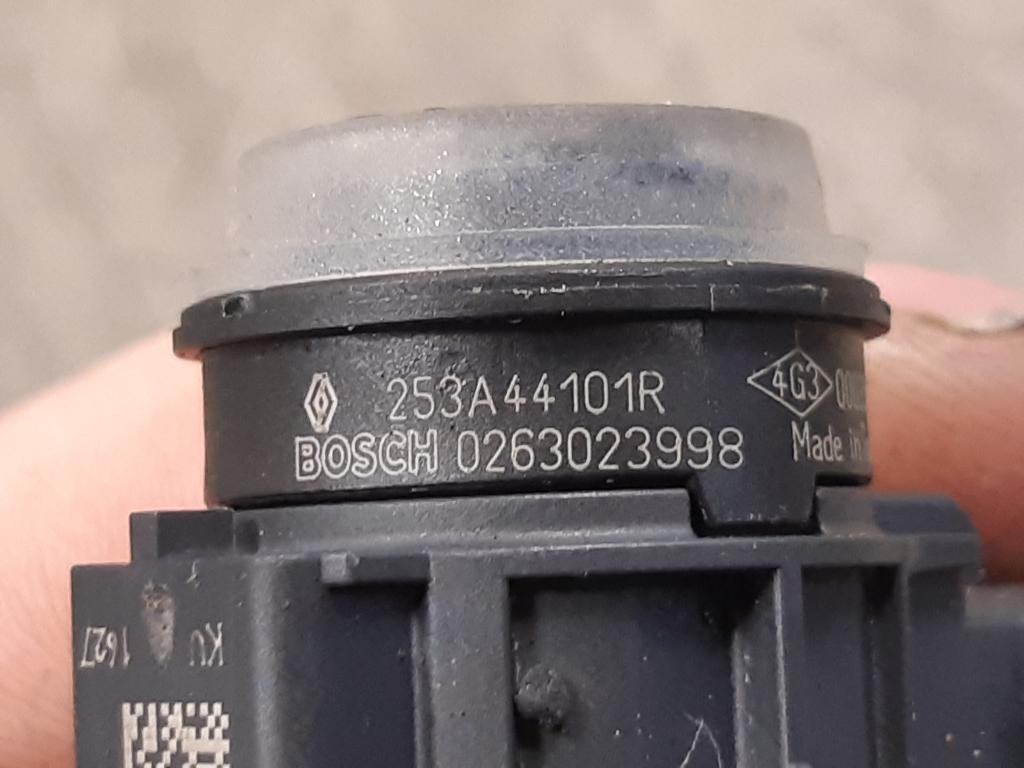 253A44101R
BOSCH 0263023998
4G3
Made in
KU 1627